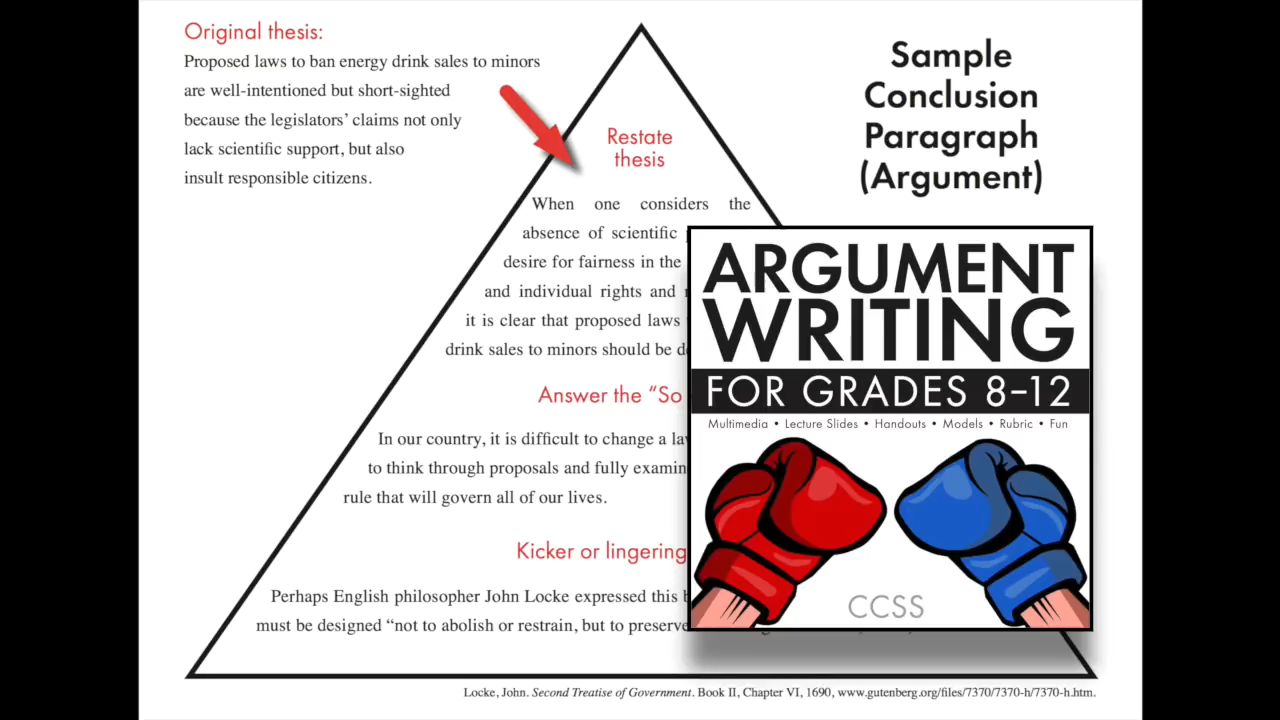 Original thesis:
Proposed laws to ban energy drink sales to minors
are well-intentioned but short-sighted
because the legislators’ claims not only
lack scientific support, but also
insult responsible citizens.
Sample
Conclusion
Paragraph
(Argument)
Restate
thesis
When one considers the
absence of scientific
desire for fairness in the
and individual rights and
it is clear that proposed laws
drink sales to minors should be
Answer the “So
In our country, it is difficult to change a
to think through proposals and fully
rule that will govern all of our lives.
Kicker or lingering
Perhaps English philosopher John Locke expressed this
must be designed “not to abolish or restrain, but to preserve
ARGUMENT
WRITING
FOR GRADES 8–12
Multimedia • Lecture Slides • Handouts • Models • Rubric • Fun
CCSS
Locke, John. Second Treatise of Government. Book II, Chapter VI, 1690, www.gutenberg.org/files/7370/7370-h/7370-h.htm.